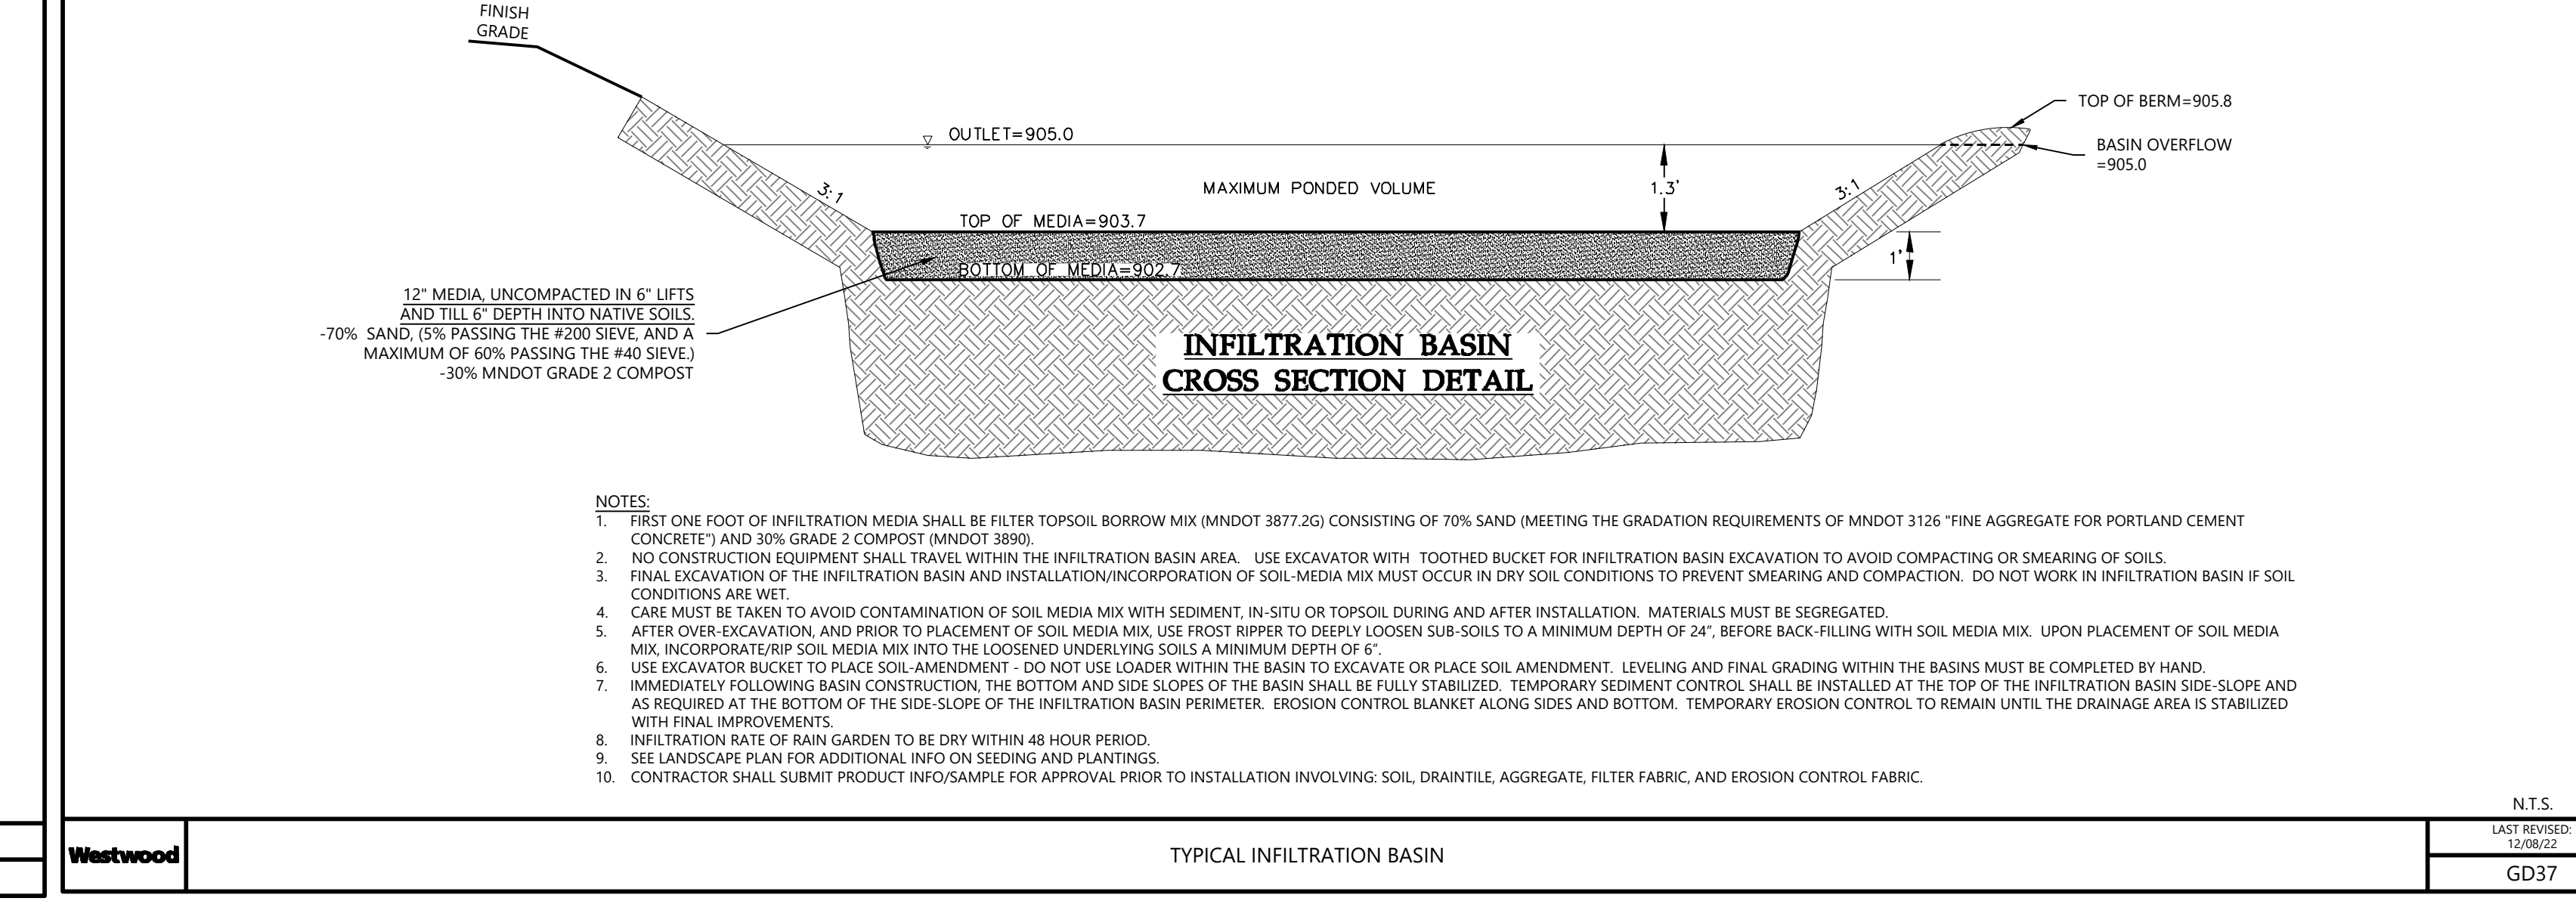 FINISH
GRADE
TOP OF BERM=905.8
OUTLET=905.0
BASIN OVERFLOW
=905.0
3:1
MAXIMUM PONDED VOLUME
1.3'
3:1
TOP OF MEDIA=903.7
1'
BOTTOM OF MEDIA=902.7
12" MEDIA, UNCOMPACTED IN 6" LIFTS
AND TILL 6" DEPTH INTO NATIVE SOILS.
-70% SAND, (5% PASSING THE #200 SIEVE, AND A
MAXIMUM OF 60% PASSING THE #40 SIEVE.)
-30% MNDOT GRADE 2 COMPOST
INFILTRATION BASIN
CROSS SECTION DETAIL
NOTES:
1. FIRST ONE FOOT OF INFILTRATION MEDIA SHALL BE FILTER TOPSOIL BORROW MIX (MNDOT 3877.2G) CONSISTING OF 70% SAND (MEETING THE GRADATION REQUIREMENTS OF MNDOT 3126 "FINE AGGREGATE FOR PORTLAND CEMENT
CONCRETE") AND 30% GRADE 2 COMPOST (MNDOT 3890).
2. NO CONSTRUCTION EQUIPMENT SHALL TRAVEL WITHIN THE INFILTRATION BASIN AREA. USE EXCAVATOR WITH TOOTHED BUCKET FOR INFILTRATION BASIN EXCAVATION TO AVOID COMPACTING OR SMEARING OF SOILS.
3. FINAL EXCAVATION OF THE INFILTRATION BASIN AND INSTALLATION/INCORPORATION OF SOIL-MEDIA MIX MUST OCCUR IN DRY SOIL CONDITIONS TO PREVENT SMEARING AND COMPACTION. DO NOT WORK IN INFILTRATION BASIN IF SOIL
CONDITIONS ARE WET.
4. CARE MUST BE TAKEN TO AVOID CONTAMINATION OF SOIL MEDIA MIX WITH SEDIMENT, IN-SITU OR TOPSOIL DURING AND AFTER INSTALLATION. MATERIALS MUST BE SEGREGATED.
5. AFTER OVER-EXCAVATION, AND PRIOR TO PLACEMENT OF SOIL MEDIA MIX, USE FROST RIPPER TO DEEPLY LOOSEN SUB-SOILS TO A MINIMUM DEPTH OF 24”, BEFORE BACK-FILLING WITH SOIL MEDIA MIX. UPON PLACEMENT OF SOIL MEDIA
MIX, INCORPORATE/RIP SOIL MEDIA MIX INTO THE LOOSENED UNDERLYING SOILS A MINIMUM DEPTH OF 6”.
6. USE EXCAVATOR BUCKET TO PLACE SOIL-AMENDMENT - DO NOT USE LOADER WITHIN THE BASIN TO EXCAVATE OR PLACE SOIL AMENDMENT. LEVELING AND FINAL GRADING WITHIN THE BASINS MUST BE COMPLETED BY HAND.
7. IMMEDIATELY FOLLOWING BASIN CONSTRUCTION, THE BOTTOM AND SIDE SLOPES OF THE BASIN SHALL BE FULLY STABILIZED. TEMPORARY SEDIMENT CONTROL SHALL BE INSTALLED AT THE TOP OF THE INFILTRATION BASIN SIDE-SLOPE AND
AS REQUIRED AT THE BOTTOM OF THE SIDE-SLOPE OF THE INFILTRATION BASIN PERIMETER. EROSION CONTROL BLANKET ALONG SIDES AND BOTTOM. TEMPORARY EROSION CONTROL TO REMAIN UNTIL THE DRAINAGE AREA IS STABILIZED
WITH FINAL IMPROVEMENTS.
8. INFILTRATION RATE OF RAIN GARDEN TO BE DRY WITHIN 48 HOUR PERIOD.
9. SEE LANDSCAPE PLAN FOR ADDITIONAL INFO ON SEEDING AND PLANTINGS.
10. CONTRACTOR SHALL SUBMIT PRODUCT INFO/SAMPLE FOR APPROVAL PRIOR TO INSTALLATION INVOLVING: SOIL, DRAINTILE, AGGREGATE, FILTER FABRIC, AND EROSION CONTROL FABRIC.
N.T.S.
Westwood
TYPICAL INFILTRATION BASIN
LAST REVISED:
12/08/22
GD37